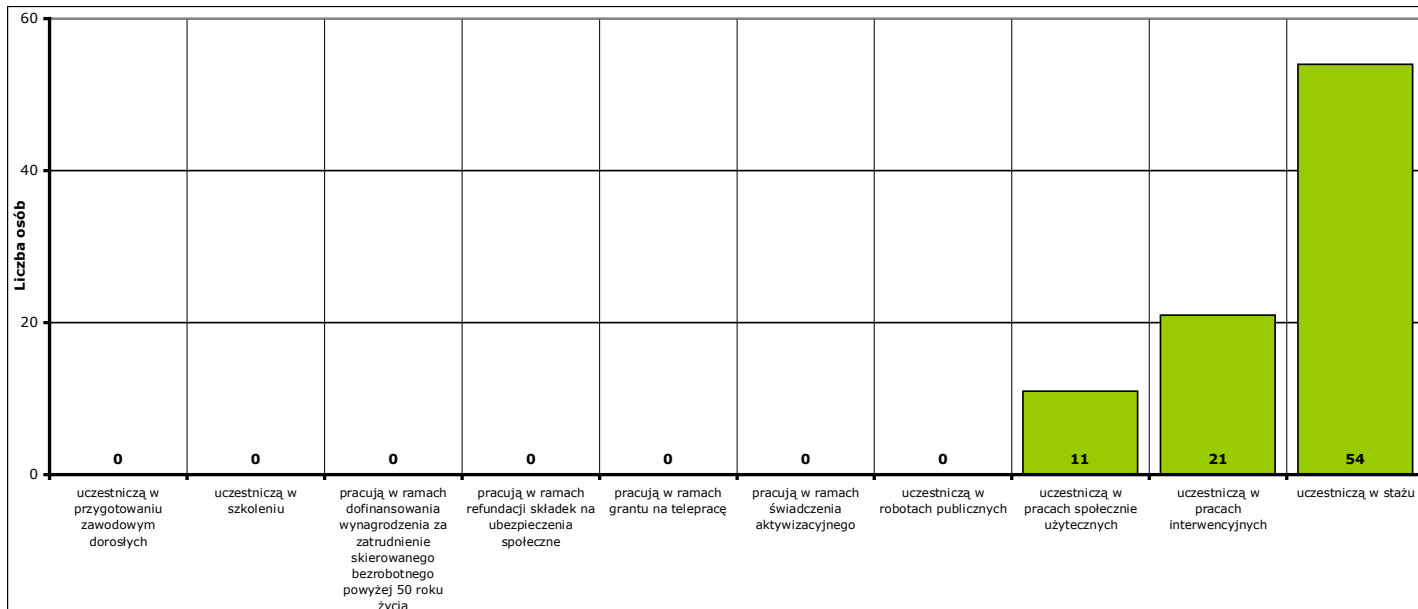 60
40
20
0
Liczba osób
0
0
0
0
0
0
0
11
21
54
uczestniczą w
przygotowaniu
zawodowym
dorosłych
uczestniczą w
szkoleniu
pracują w ramach
dofinansowania
wynagrodzenia za
zatrudnienie
skierowanego
bezrobotnego
powyżej 50 roku
życia
pracują w ramach
refundacji składek na
ubezpieczenia
społeczne
pracują w ramach
grantu na telepracę
pracują w ramach
świadczenia
aktywizacyjnego
uczestniczą w
robotach publicznych
uczestniczą w
pracach społecznie
użytecznych
uczestniczą w
pracach
interwencyjnych
uczestniczą w stażu